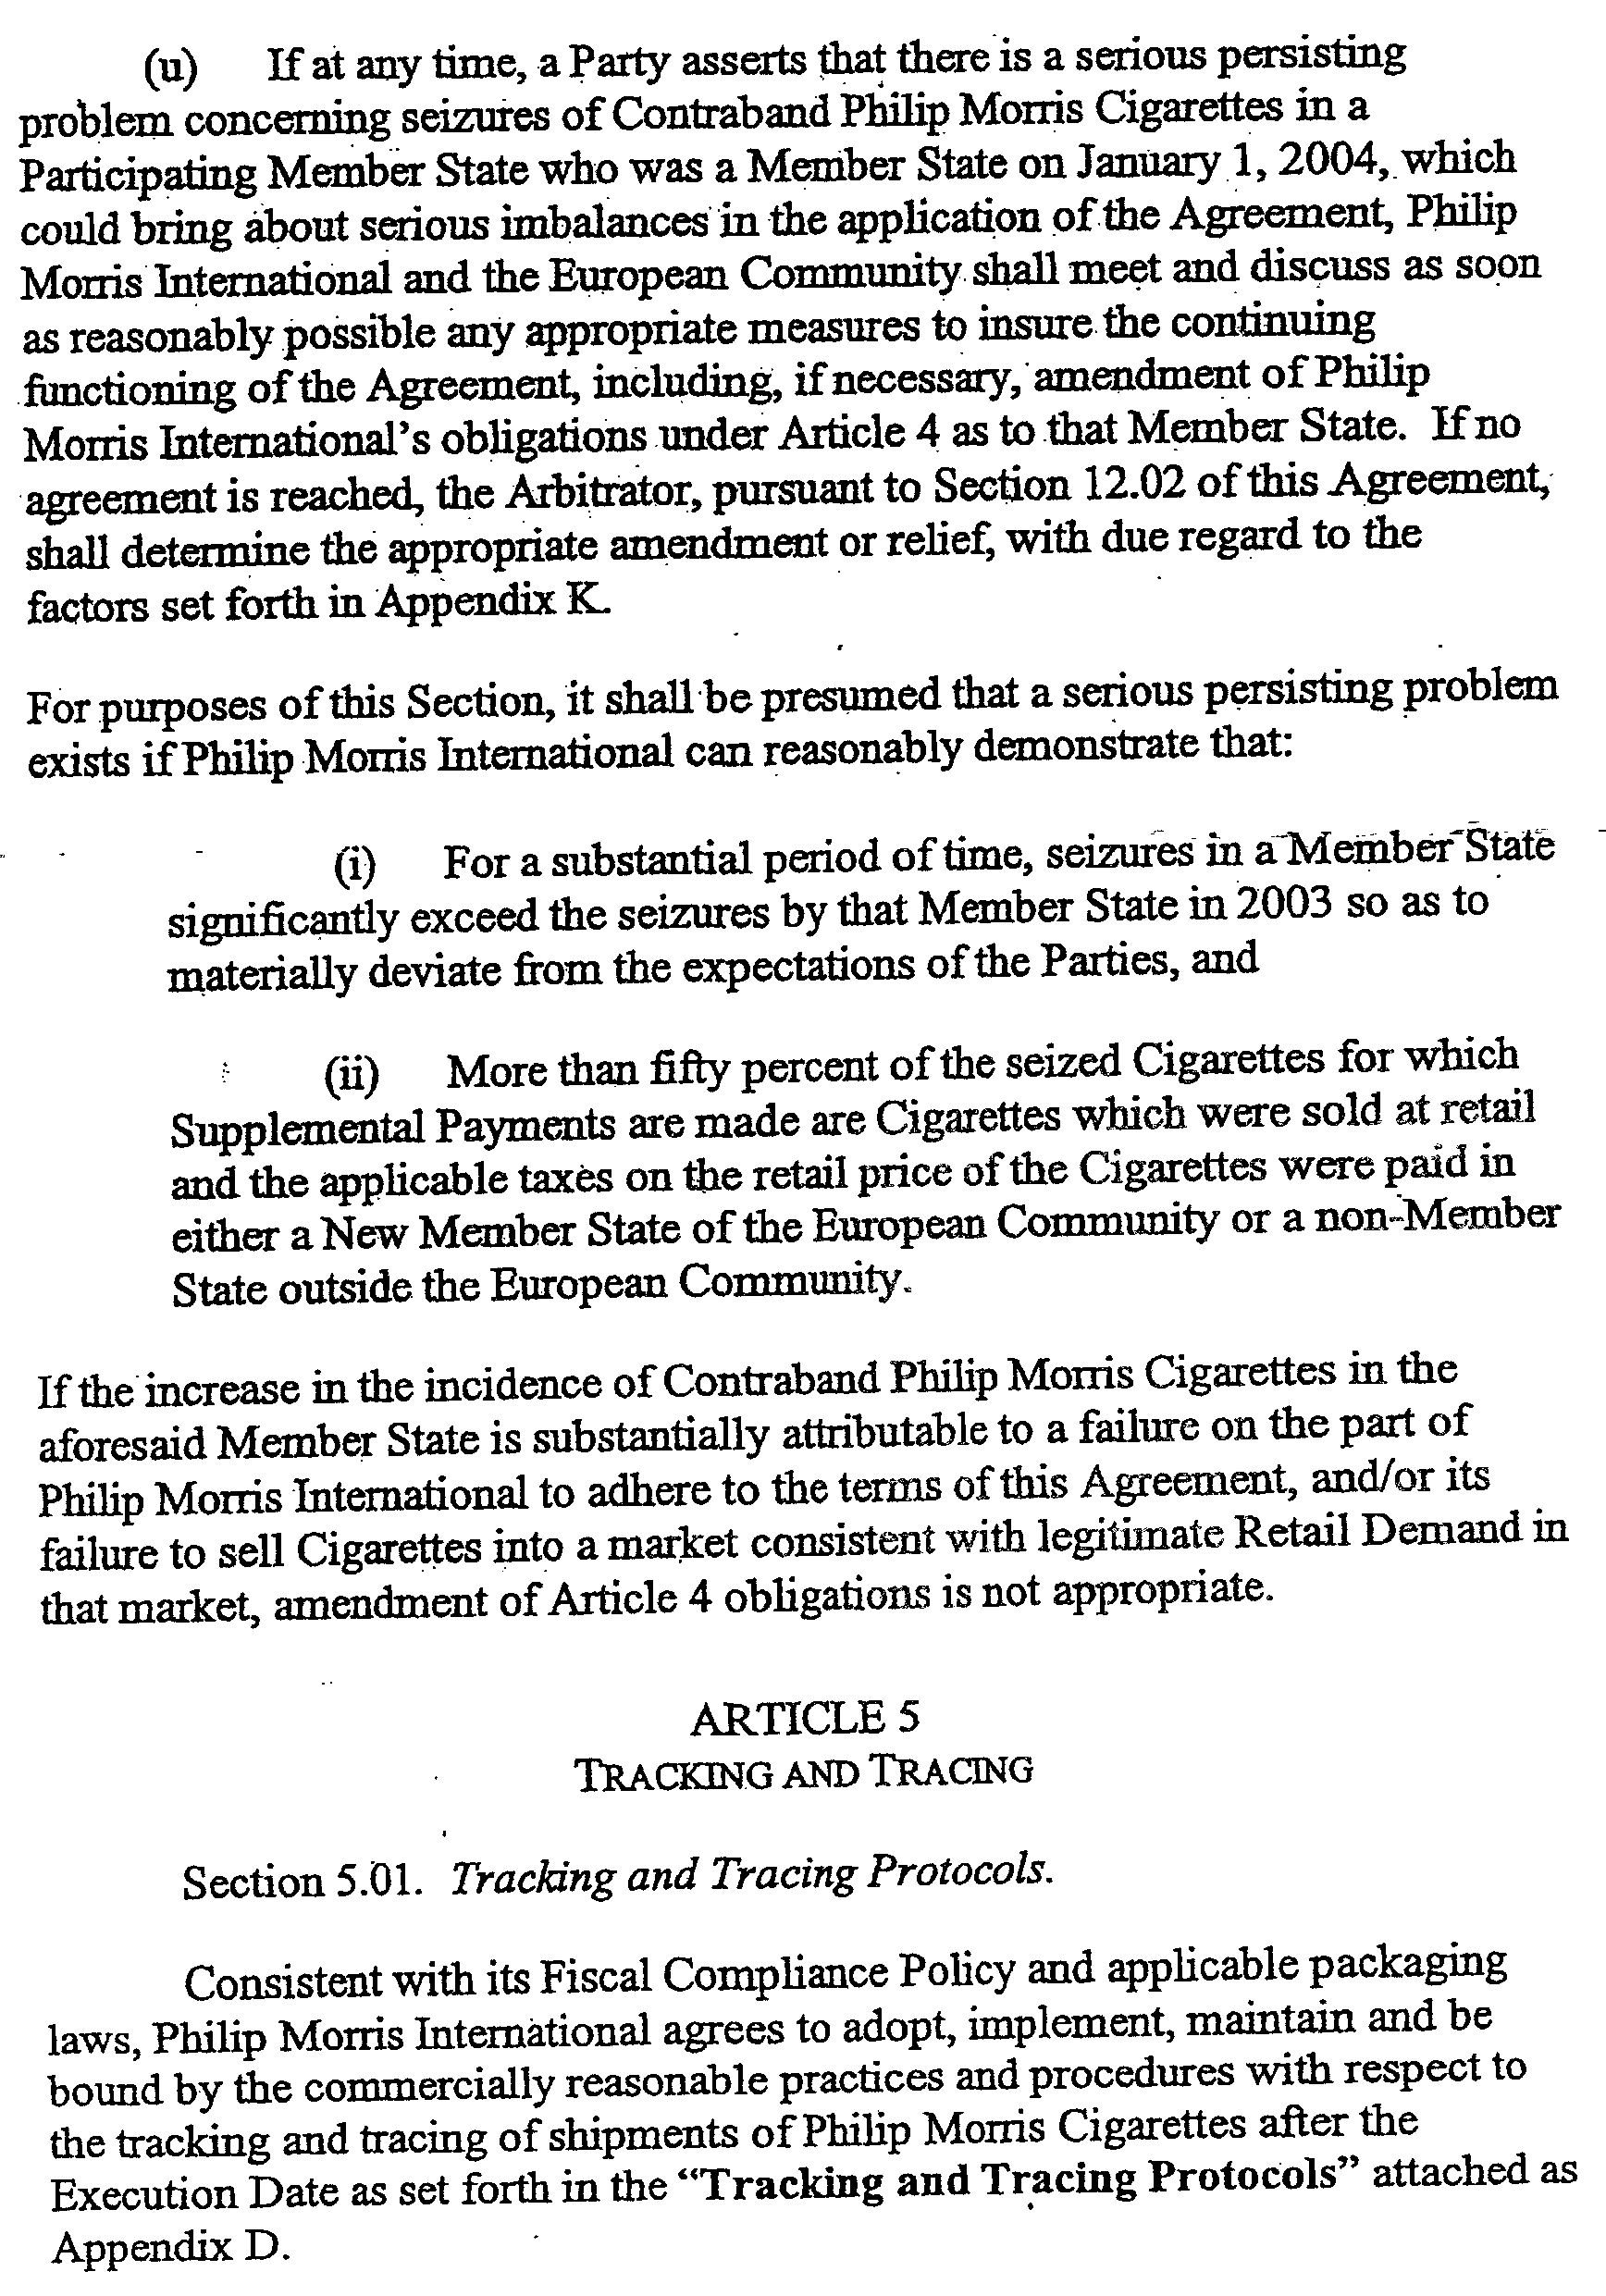 (u) If at any time, a Party asserts that there is a serious persisting
problem concerning seizures of Contraband Philip Morris Cigarettes in a
Participating Member State who was a Member State on January 1, 2004, which
could bring about serious imbalances in the application of the Agreement, Philip
Morris International and the European Community shall meet and discuss as soon
as reasonably possible any appropriate measures to insure the continuing
functioning of the Agreement, including, if necessary, amendment of Philip
Morris International's obligations under Article 4 as to that Member State. If no
agreement is reached, the Arbitrator, pursuant to Section 12.02 of this Agreement,
shall determine the appropriate amendment or relief, with due regard to the
factors set forth in Appendix K.
For purposes of this Section, it shall be presumed that a serious persisting problem
exists if Philip Morris International can reasonably demonstrate that:
(i) For a substantial period of time, seizures in a Member State
significantly exceed the seizures by that Member State in 2003 so as to
materially deviate from the expectations of the Parties, and
(ii) More than fifty percent of the seized Cigarettes for which
Supplemental Payments are made are Cigarettes which were sold at retail
and the applicable taxes on the retail price of the Cigarettes were paid in
either a New Member State of the European Community or a non-Member
State outside the European Community.
If the increase in the incidence of Contraband Philip Morris Cigarettes in the
aforesaid Member State is substantially attributable to a failure on the part of
Philip Morris International to adhere to the terms of this Agreement, and/or its
failure to sell Cigarettes into a market consistent with legitimate Retail Demand in
that market, amendment of Article 4 obligations is not appropriate.
ARTICLE 5
TRACKING AND TRACING
Section 5.01. Tracking and Tracing Protocols.
Consistent with its Fiscal Compliance Policy and applicable packaging
laws, Philip Morris International agrees to adopt, implement, maintain and be
bound by the commercially reasonable practices and procedures with respect to
the tracking and tracing of shipments of Philip Morris Cigarettes after the
Execution Date as set forth in the “Tracking and Tracing Protocols” attached as
Appendix D.